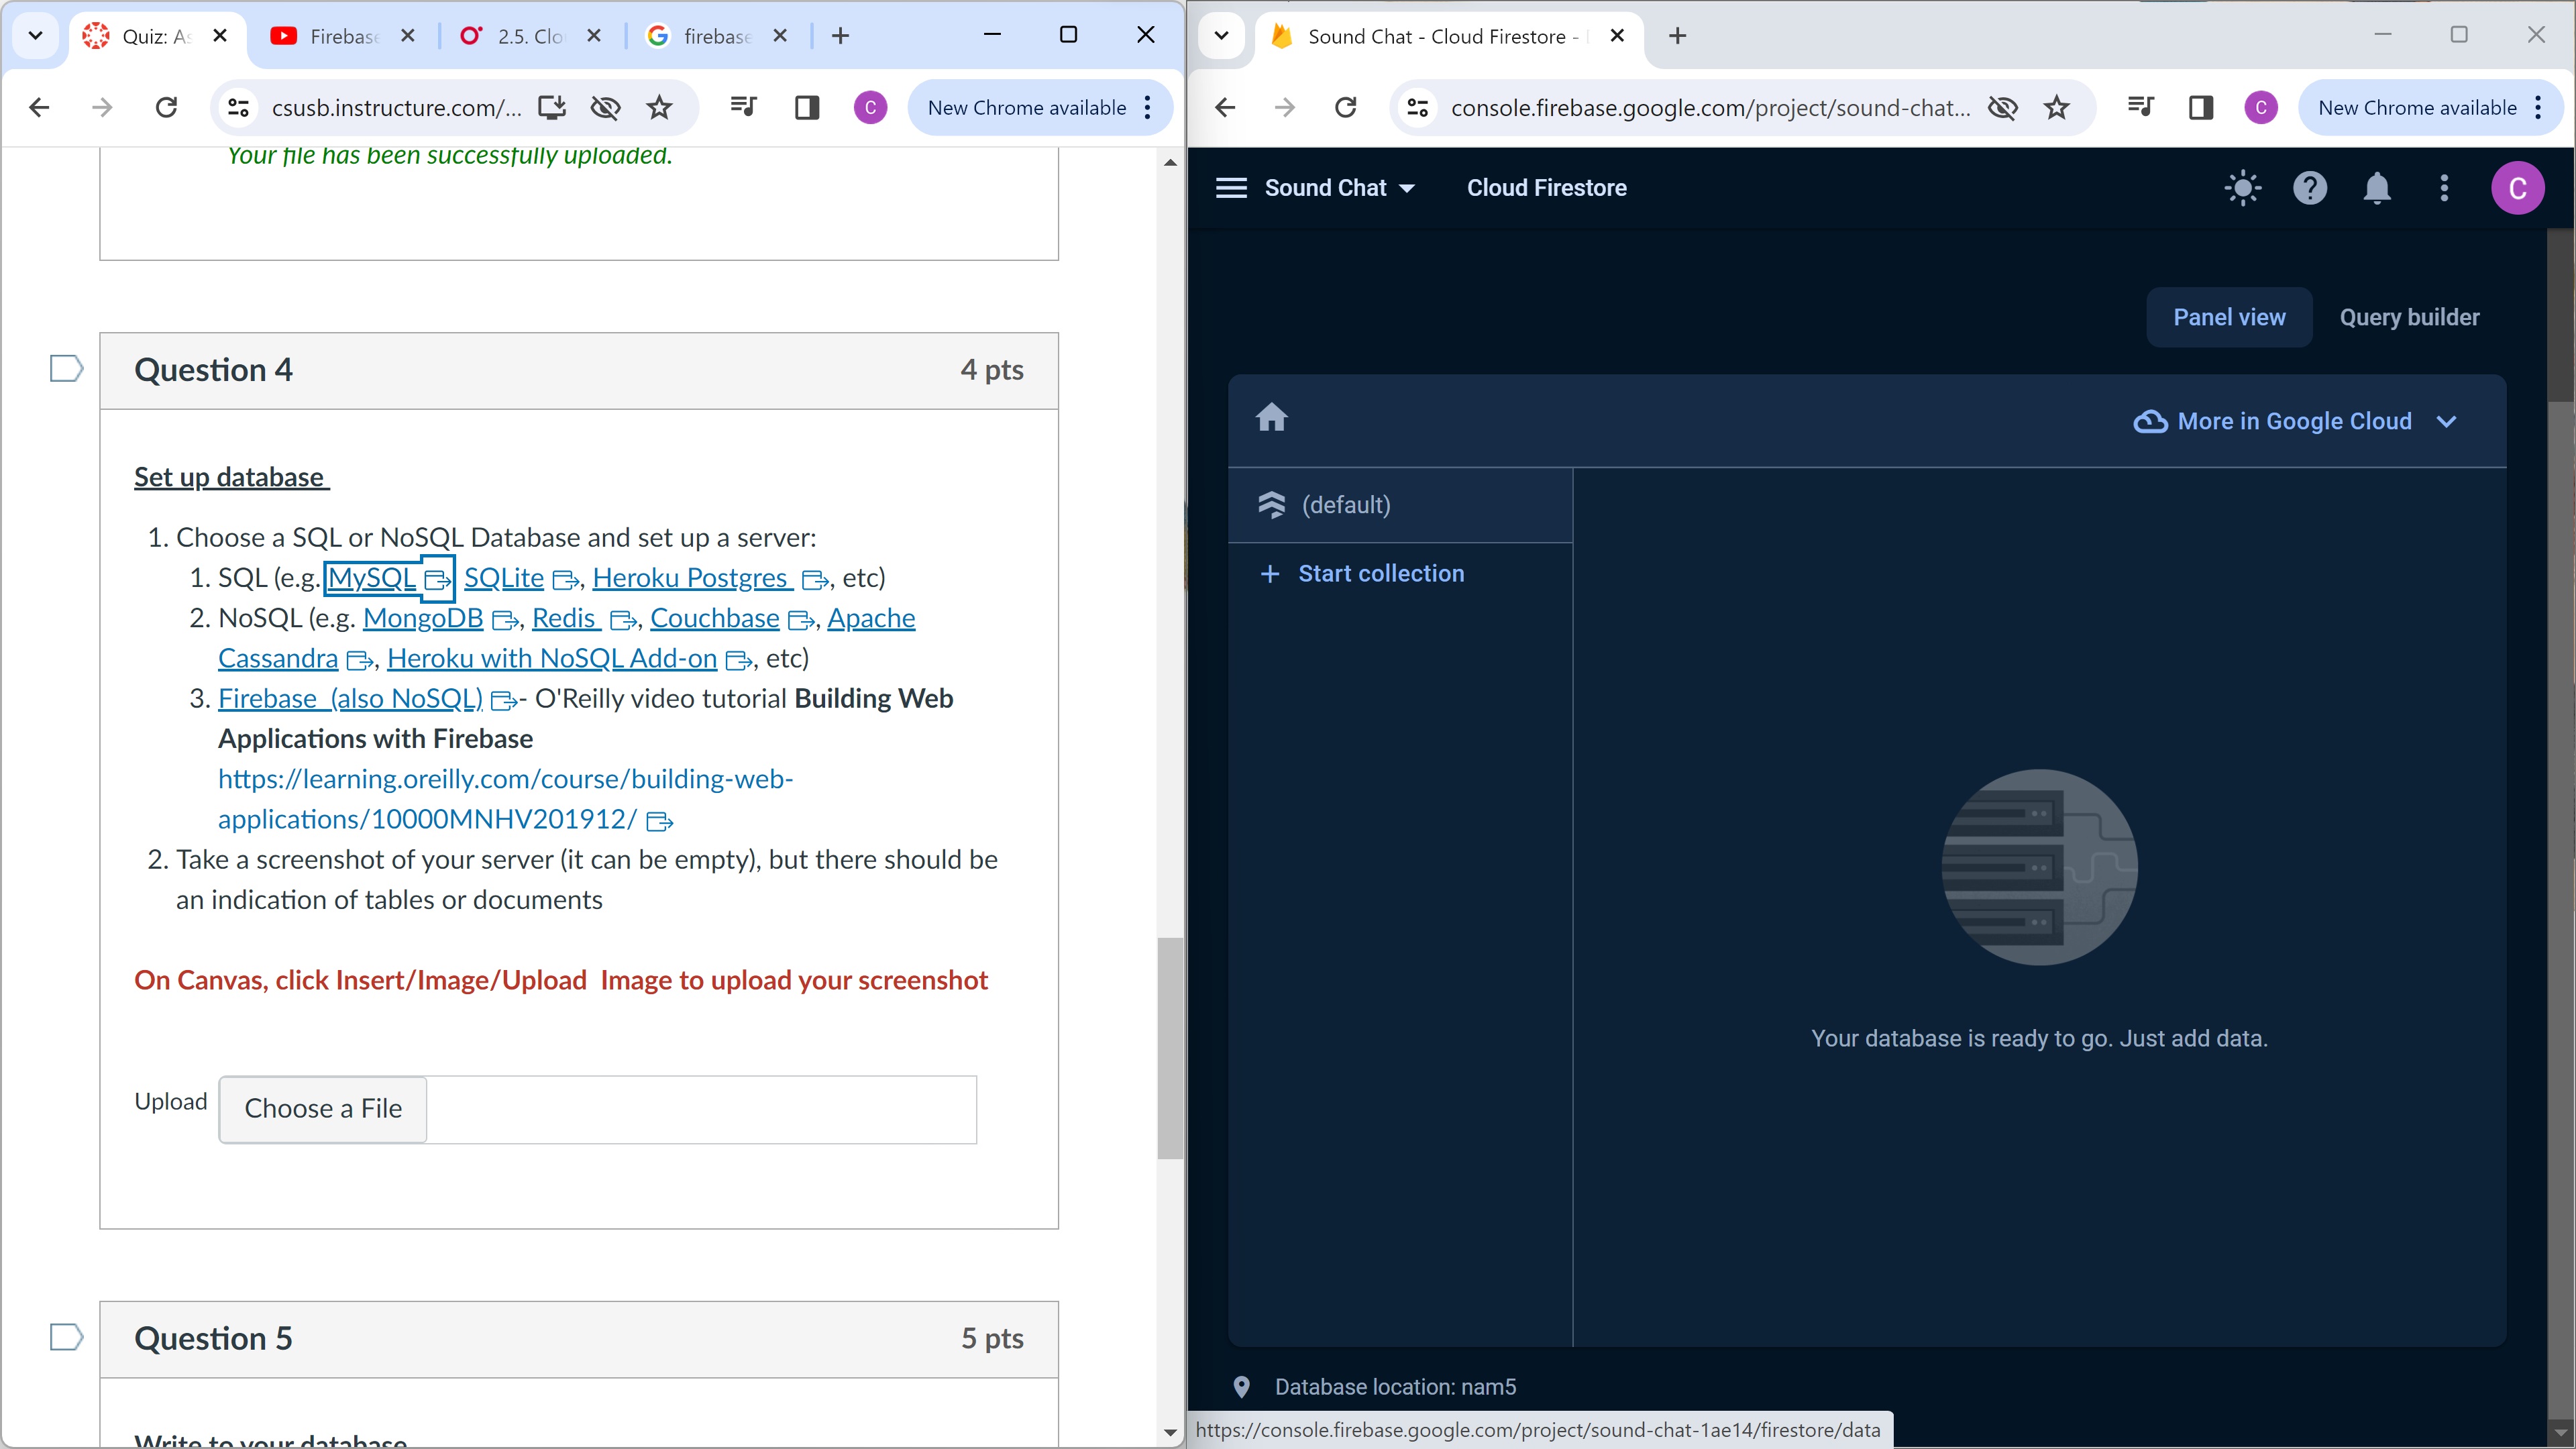 Quiz: As
Firebase
2.5. Clo
firebase
csusb.instructure.com/...
C
New Chrome available
Your file has been successfully uploaded.
Question 4
4 pts
Set up database
1. Choose a SQL or NoSQL Database and set up a server:
1. SQL (e.g. MySQL SQLite , Heroku Postgres , etc)
2. NoSQL (e.g. MongoDB , Redis , Couchbase , Apache
Cassandra , Heroku with NoSQL Add-on , etc)
3. Firebase (also NoSQL) - O'Reilly video tutorial Building Web
Applications with Firebase
https://learning.oreilly.com/course/building-web-
applications/10000MNHV201912/
2. Take a screenshot of your server (it can be empty), but there should be
an indication of tables or documents
On Canvas, click Insert/Image/Upload Image to upload your screenshot
Upload
Choose a File
Question 5
5 pts
Write to your database
Sound Chat - Cloud Firestore -
console.firebase.google.com/project/sound-chat...
C
New Chrome available
Sound Chat
Cloud Firestore
C
Panel view
Query builder
More in Google Cloud
(default)
+ Start collection
Your database is ready to go. Just add data.
Database location: nam5
https://console.firebase.google.com/project/sound-chat-1ae14/firestore/data